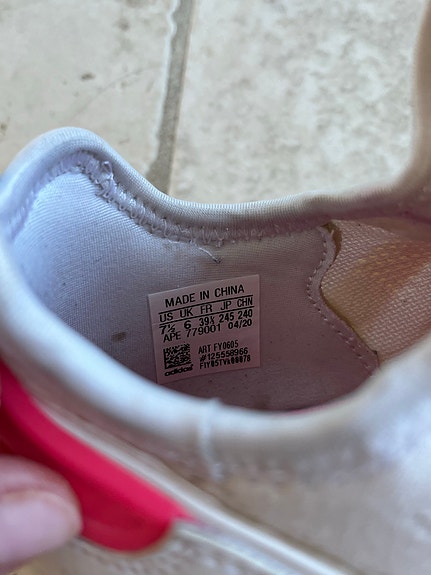 MADE IN CHINA
US UK FR JP CHN
7½ 6 39⅓ 245 240
APE 779001 04/20
ART FY0605
#125558966
adidas